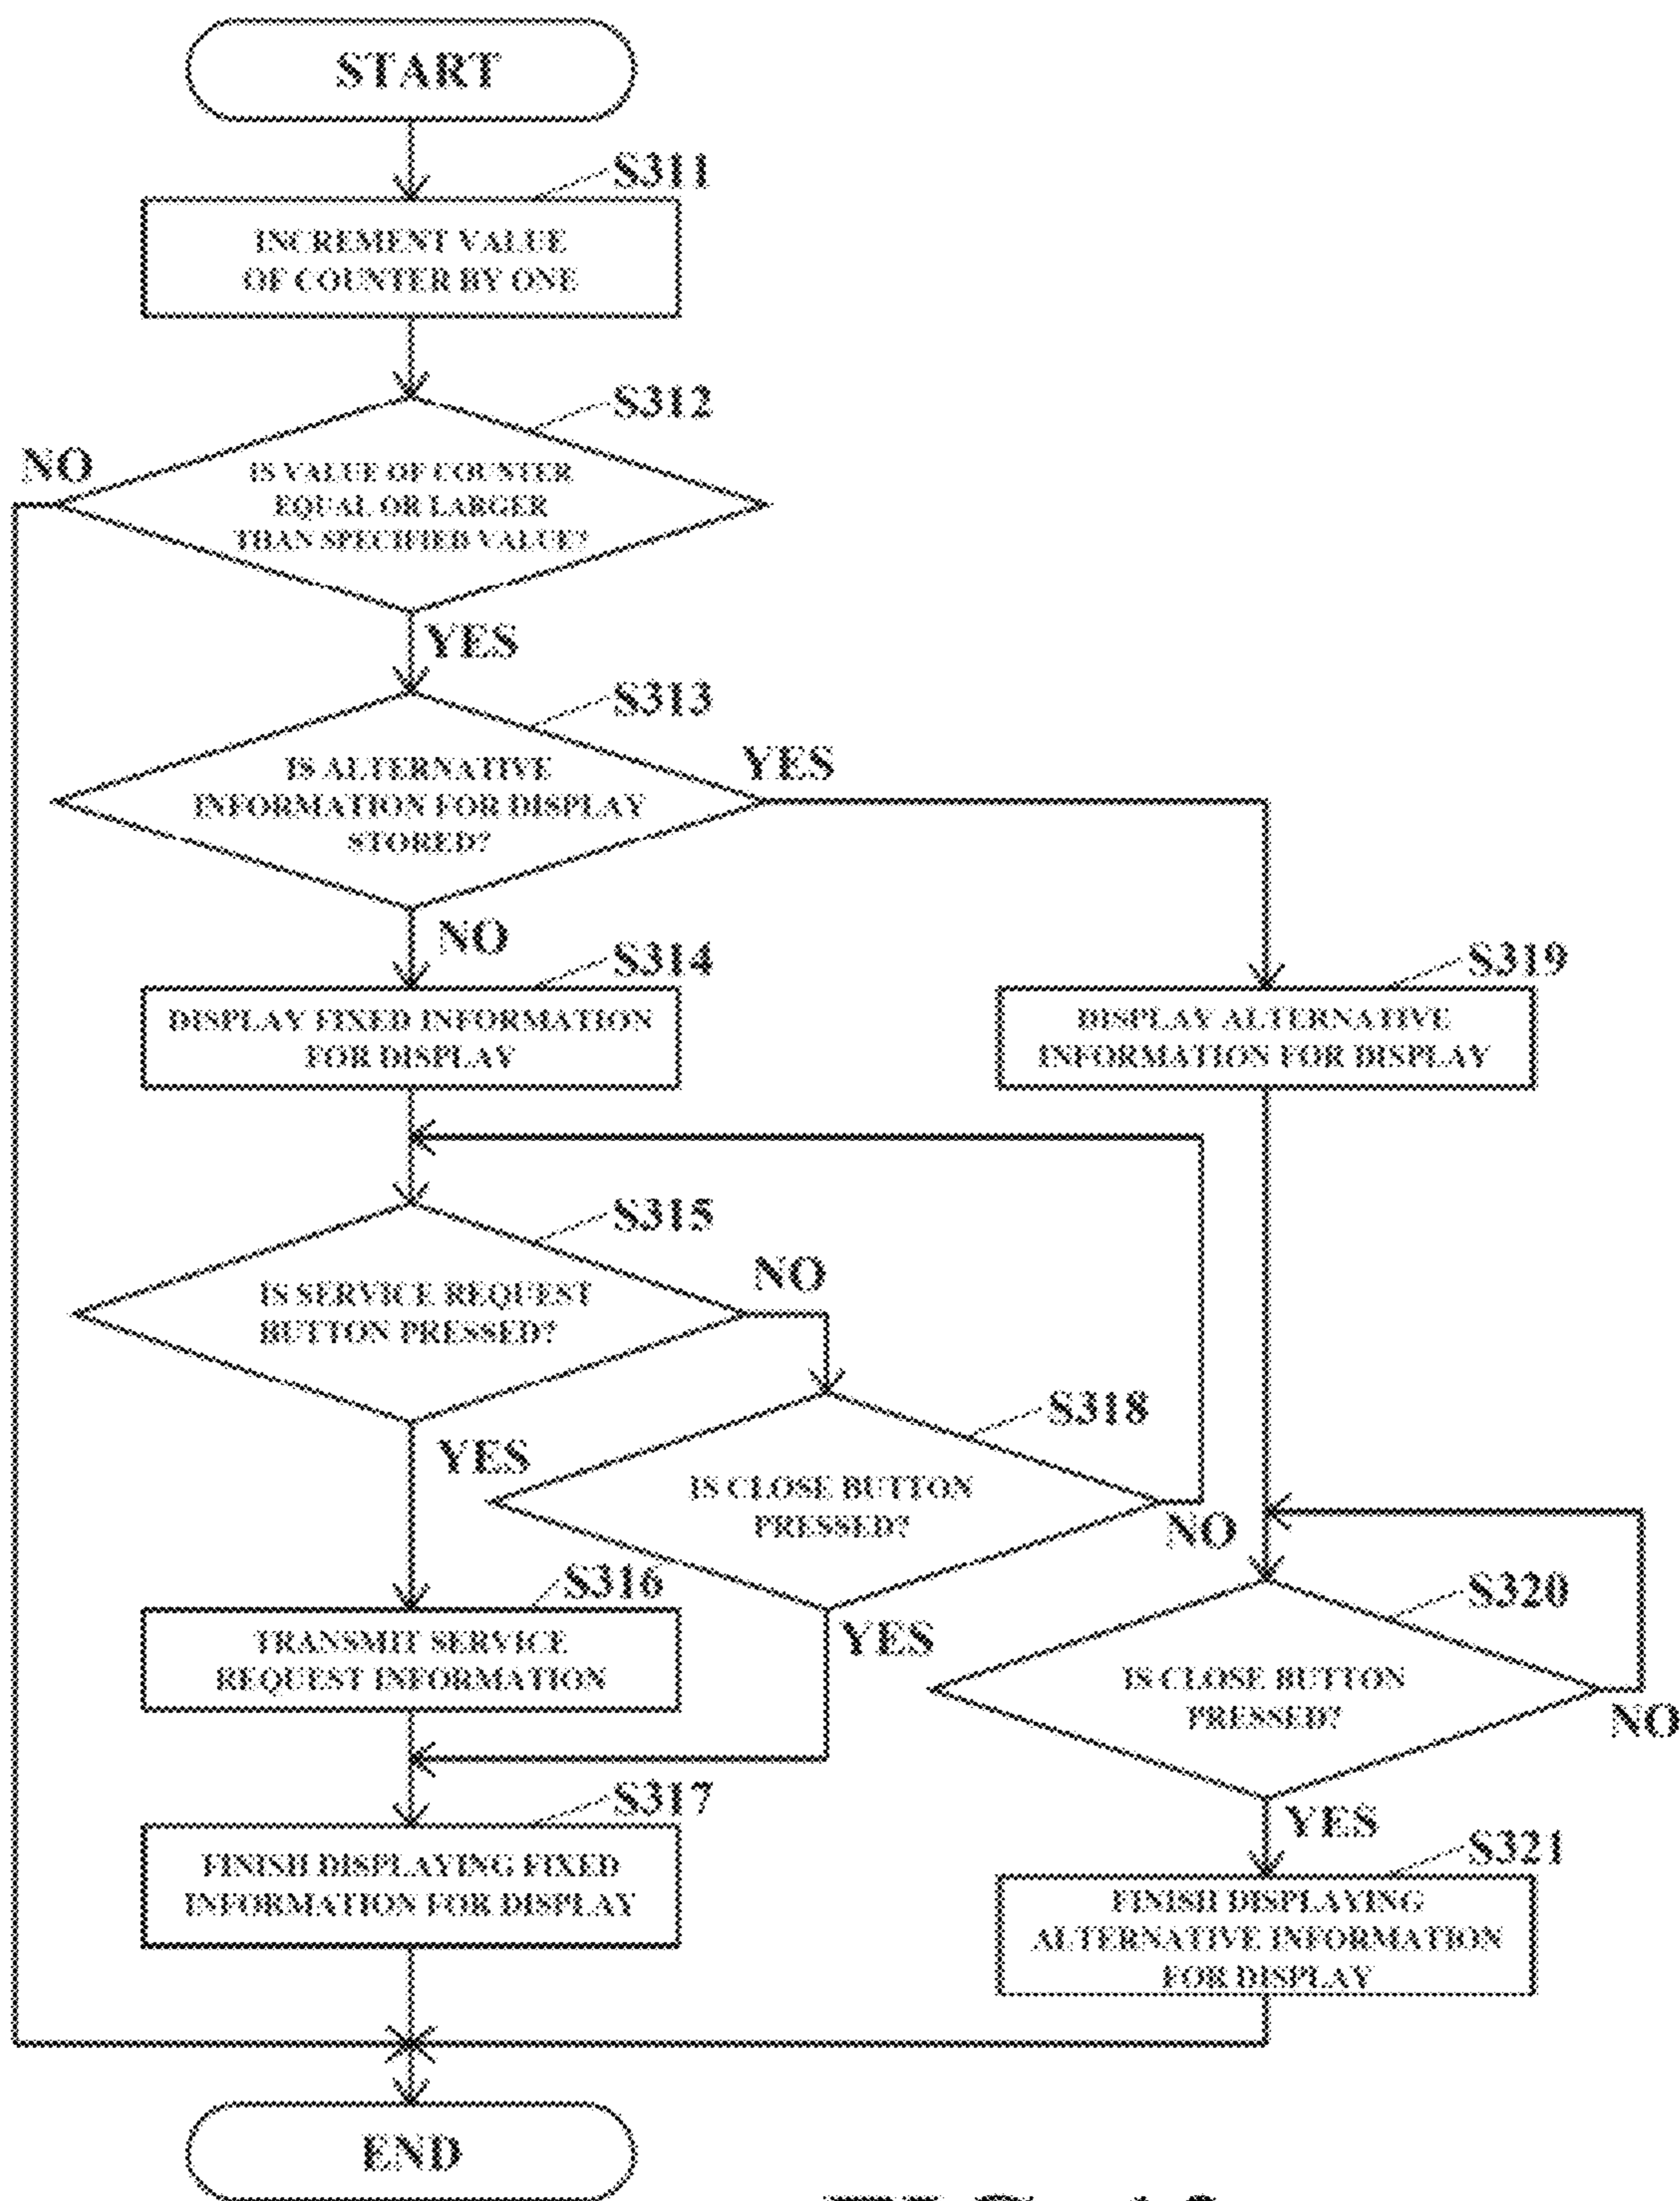 START
S311
INCREMENT VALUE
OF COUNTER BY ONE
S312
NO
IS VALUE OF COUNTER
EQUAL OR LARGER
THAN SPECIFIED VALUE?
YES
S313
IS ALTERNATIVE
INFORMATION FOR DISPLAY
STORED?
YES
NO
S314
DISPLAY FIXED INFORMATION
FOR DISPLAY
S319
DISPLAY ALTERNATIVE
INFORMATION FOR DISPLAY
S315
IS SERVICE REQUEST
BUTTON PRESSED?
NO
YES
S318
IS CLOSE BUTTON
PRESSED?
NO
YES
S316
TRANSMIT SERVICE
REQUEST INFORMATION
S320
IS CLOSE BUTTON
PRESSED?
NO
YES
S317
FINISH DISPLAYING FIXED
INFORMATION FOR DISPLAY
S321
FINISH DISPLAYING
ALTERNATIVE INFORMATION
FOR DISPLAY
END